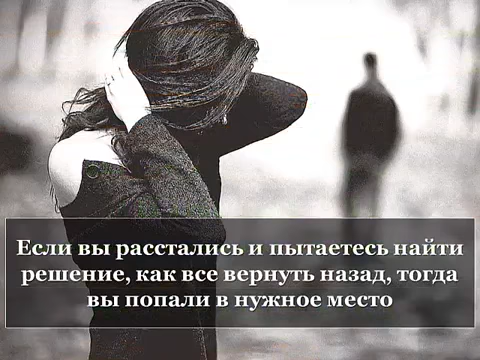 Если вы расстались и пытаетесь найти
решение, как все вернуть назад, тогда
вы попали в нужное место